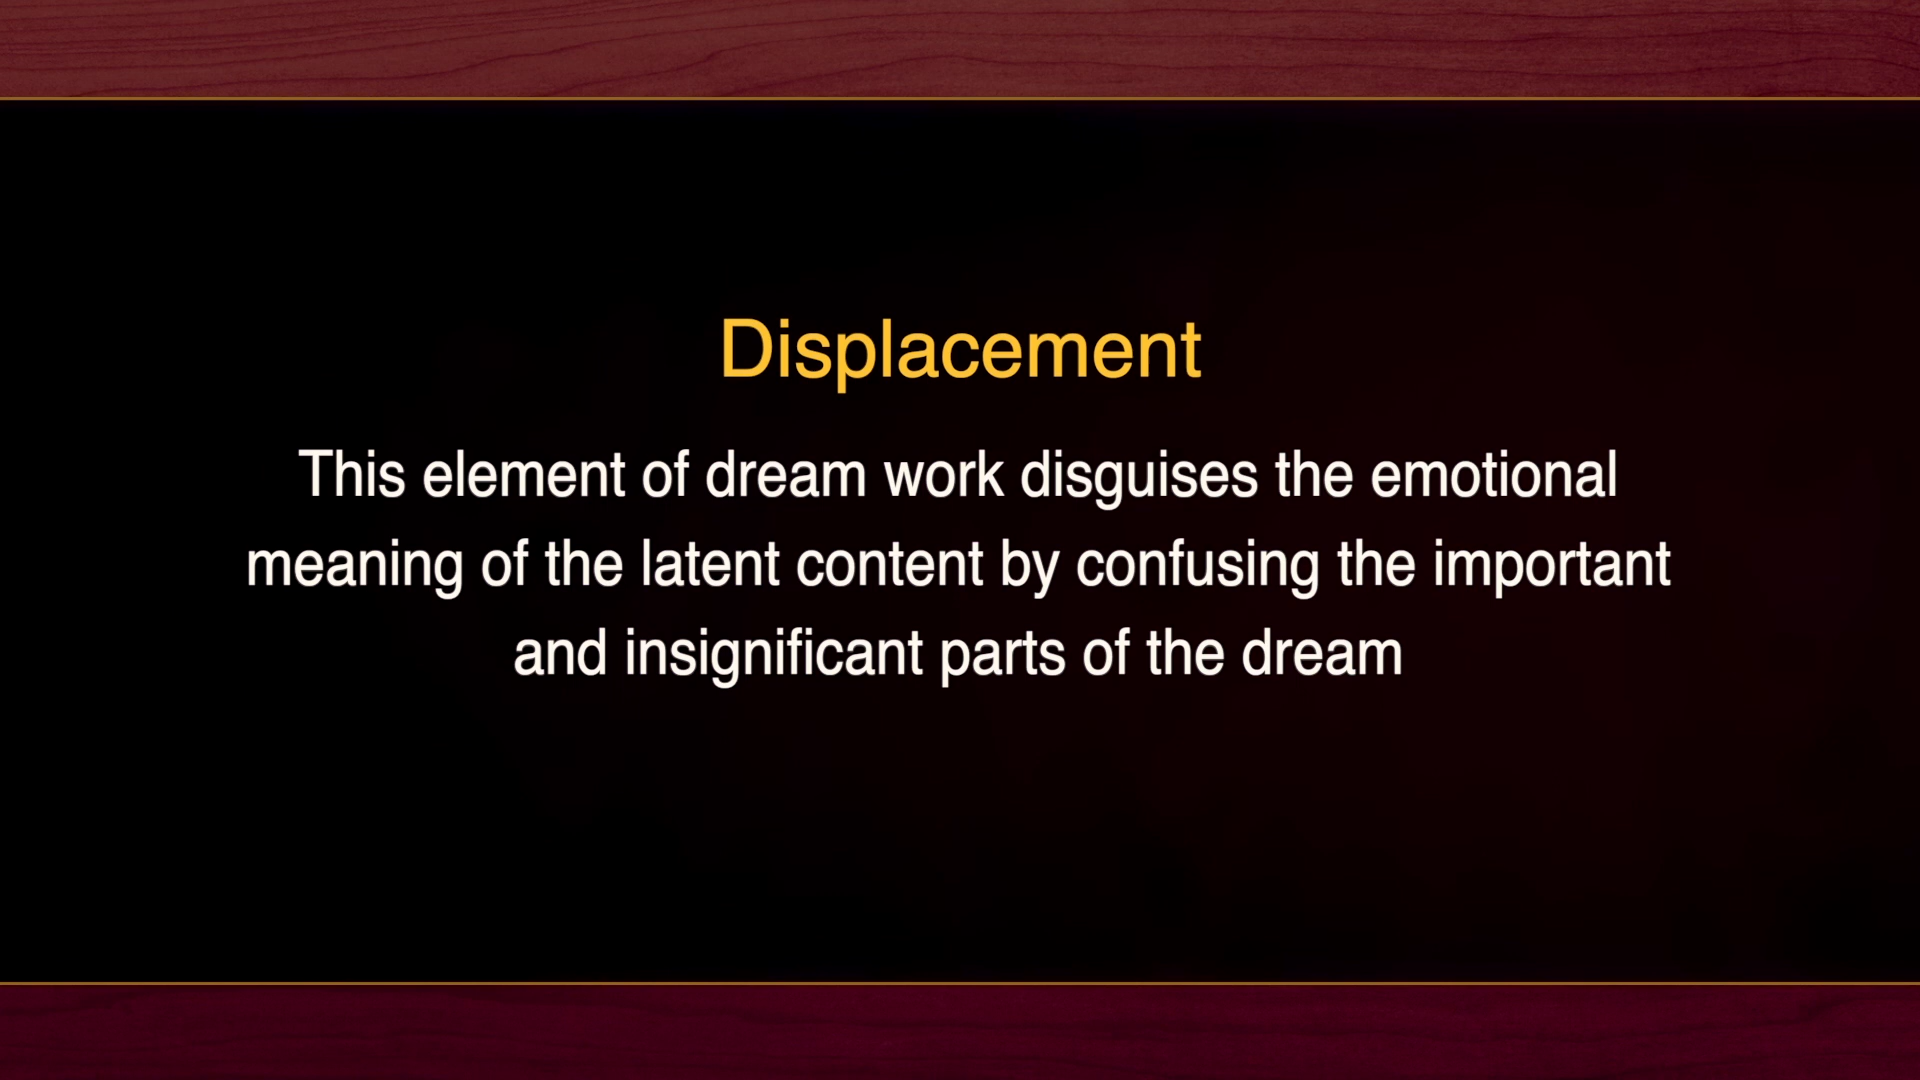 Displacement
This element of dream work disguises the emotional
meaning of the latent content by confusing the important
and insignificant parts of the dream